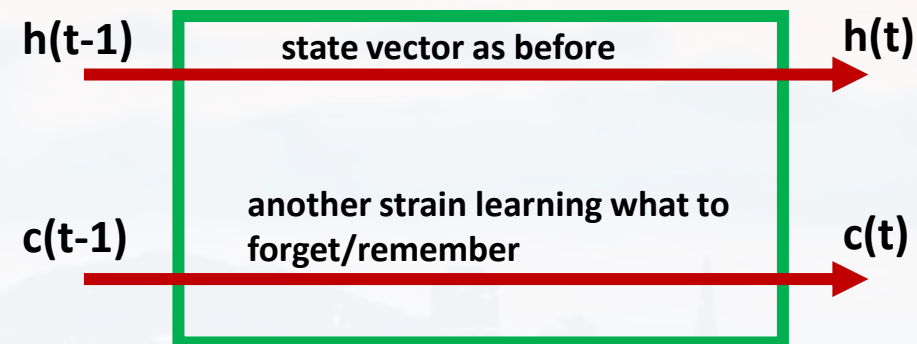 h(t-1)
state vector as before
h(t)
another strain learning what to
forget/remember
c(t-1)
c(t)